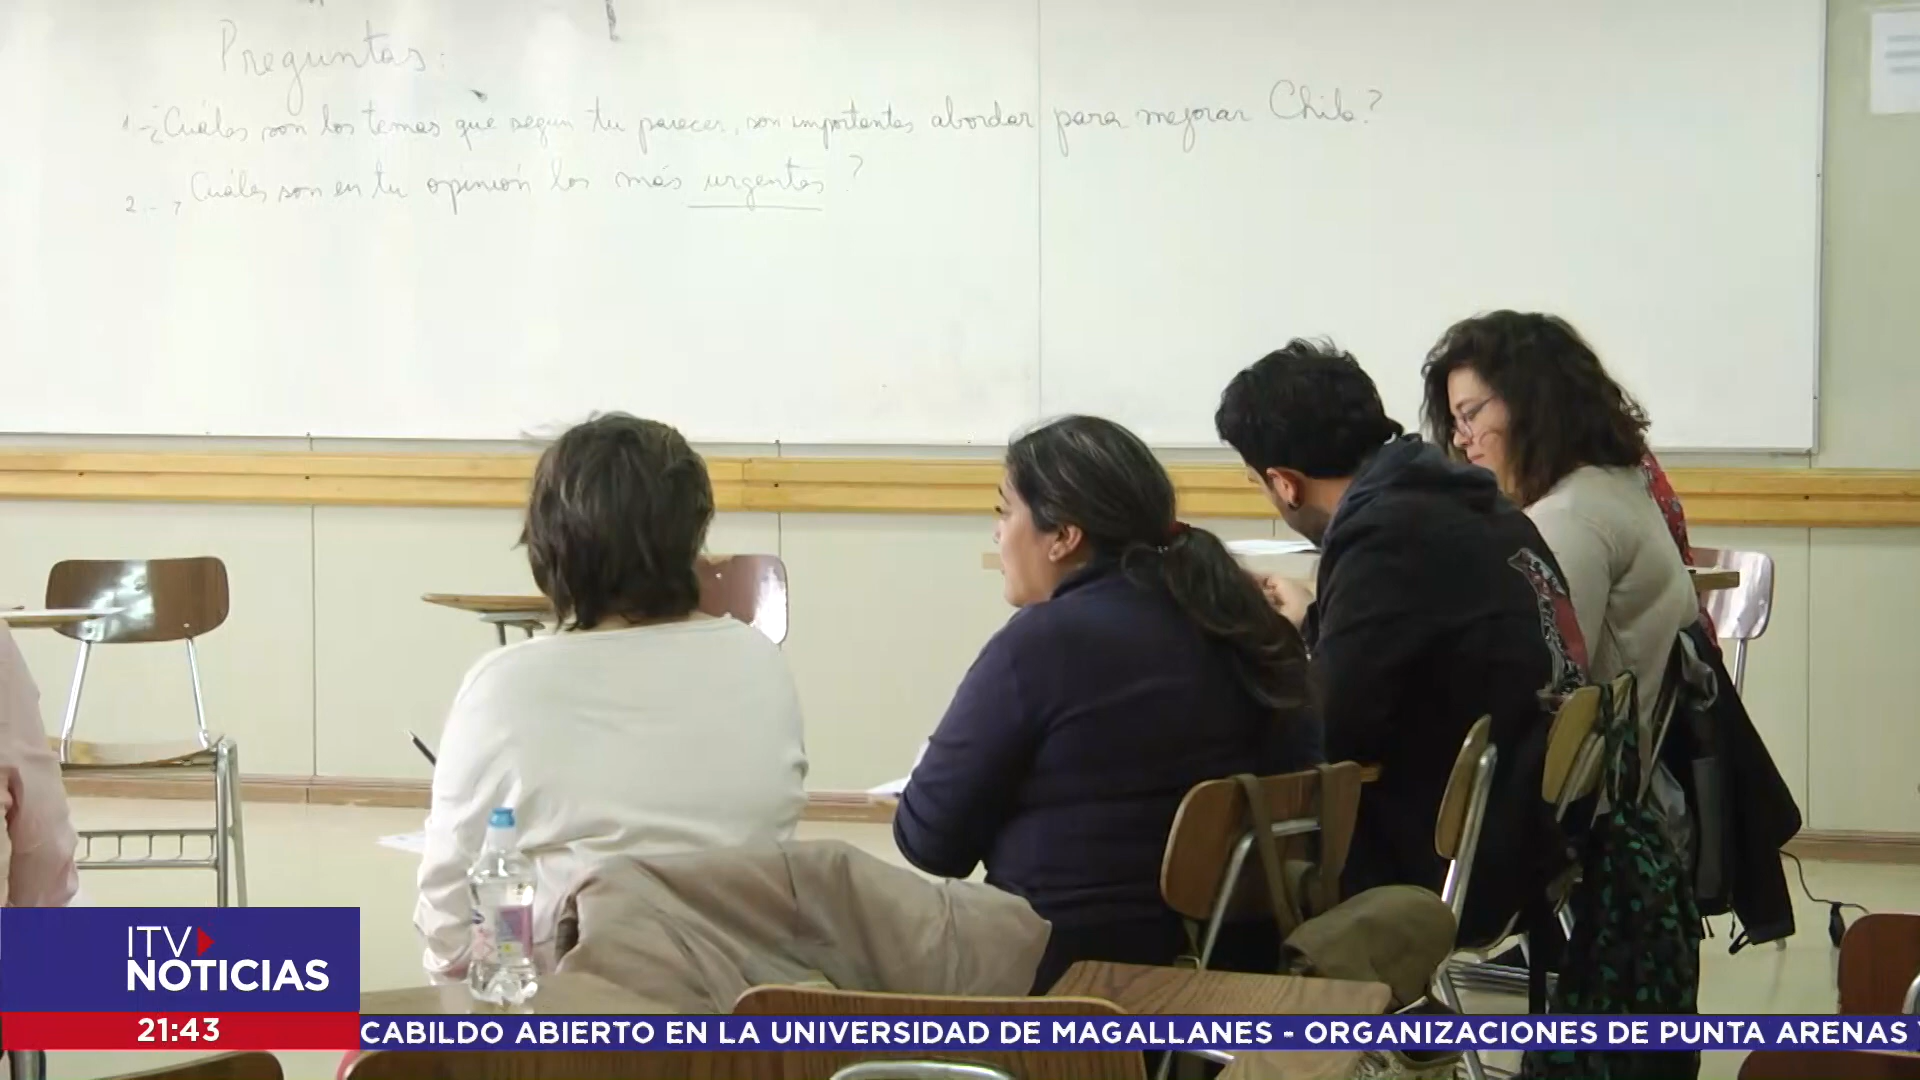 Preguntas:
1.- ¿Cuáles son los temas que según tu parecer, son importantes abordar para mejorar Chile?
2.- ¿Cuáles son en tu opinión los más urgentes?
ITV
NOTICIAS
21:43
CABILDO ABIERTO EN LA UNIVERSIDAD DE MAGALLANES - ORGANIZACIONES DE PUNTA ARENAS Y